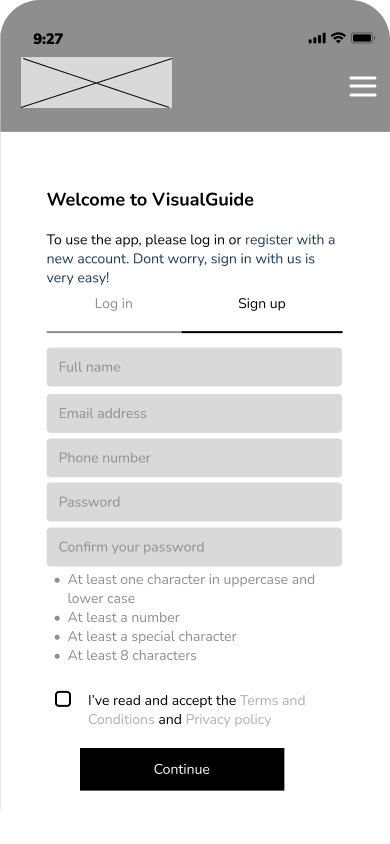 9:27
Welcome to VisualGuide
To use the app, please log in or register with a
new account. Dont worry, sign in with us is
very easy!
Log in
Sign up
Full name
Email address
Phone number
Password
Confirm your password
• At least one character in uppercase and
lower case
• At least a number
• At least a special character
• At least 8 characters
I’ve read and accept the Terms and
Conditions and Privacy policy
Continue